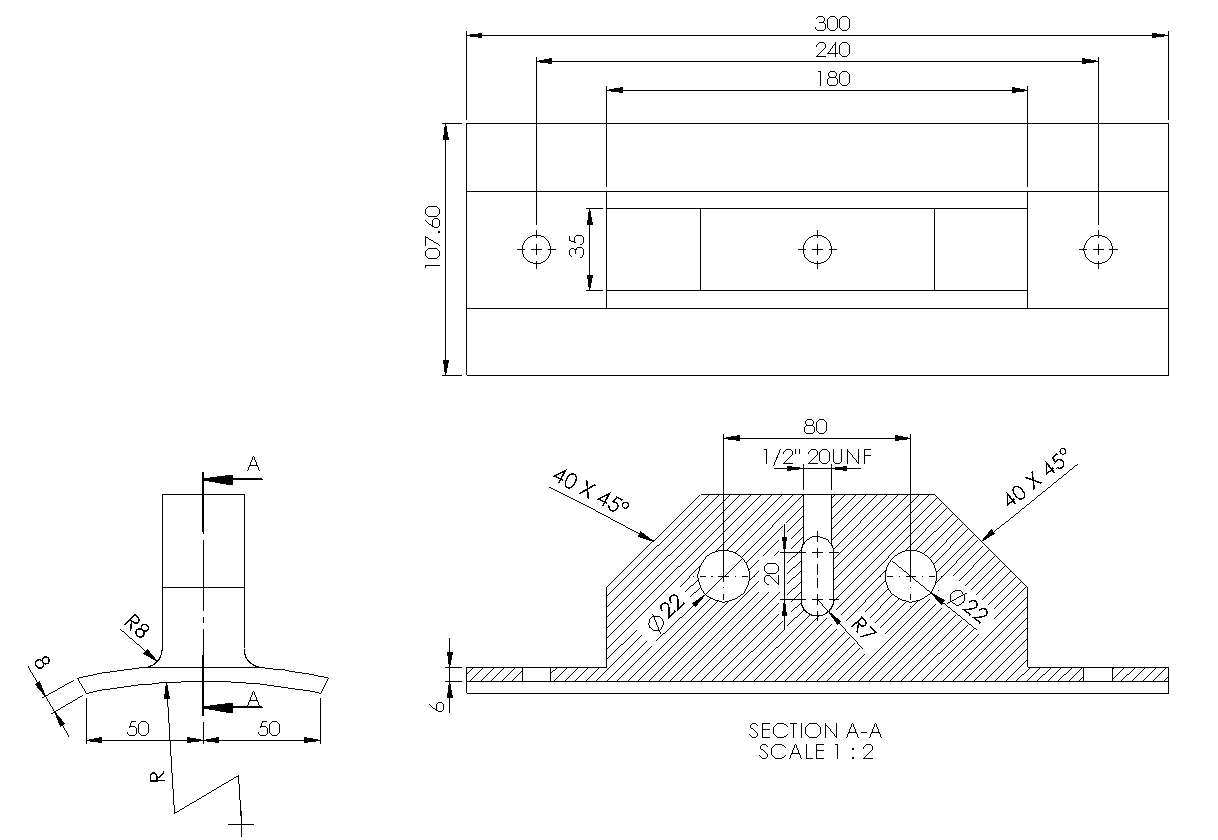 300
240
180
107.60
35
80
1/2" 20UNF
40 X 45°
40 X 45°
A
20
Ø22
Ø22
R7
R8
8
A
6
50
50
R
SECTION A-A
SCALE 1 : 2